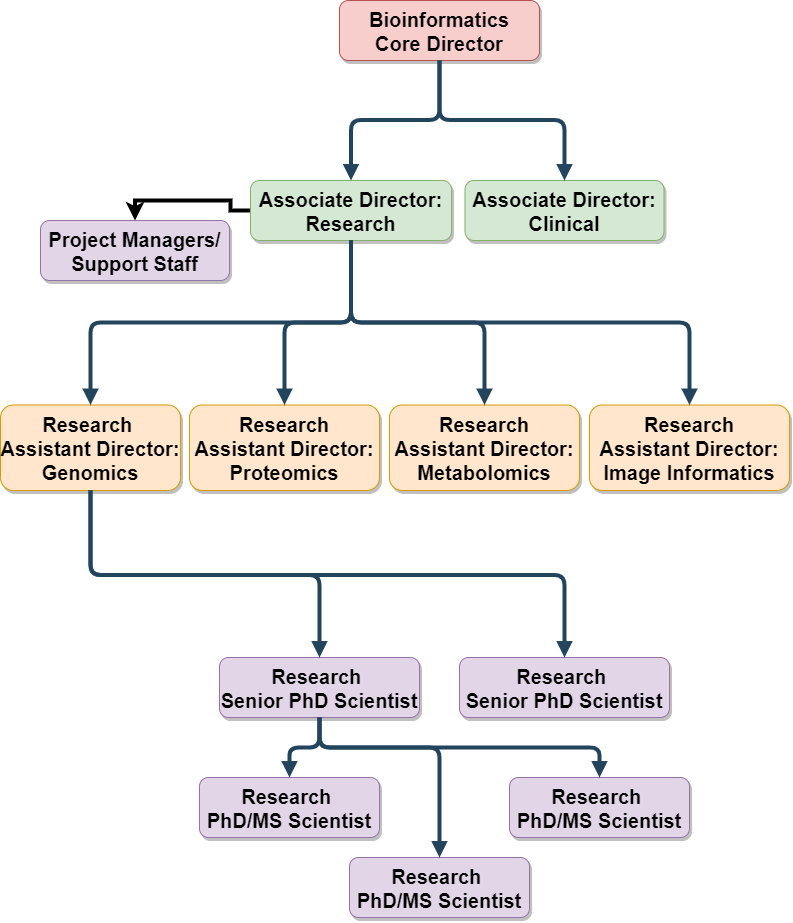 Bioinformatics
Core Director
Associate Director:
Research
Associate Director:
Clinical
Project Managers/
Support Staff
Research
Assistant Director:
Genomics
Research
Assistant Director:
Proteomics
Research
Assistant Director:
Metabolomics
Research
Assistant Director:
Image Informatics
Research
Senior PhD Scientist
Research
Senior PhD Scientist
Research
PhD/MS Scientist
Research
PhD/MS Scientist
Research
PhD/MS Scientist